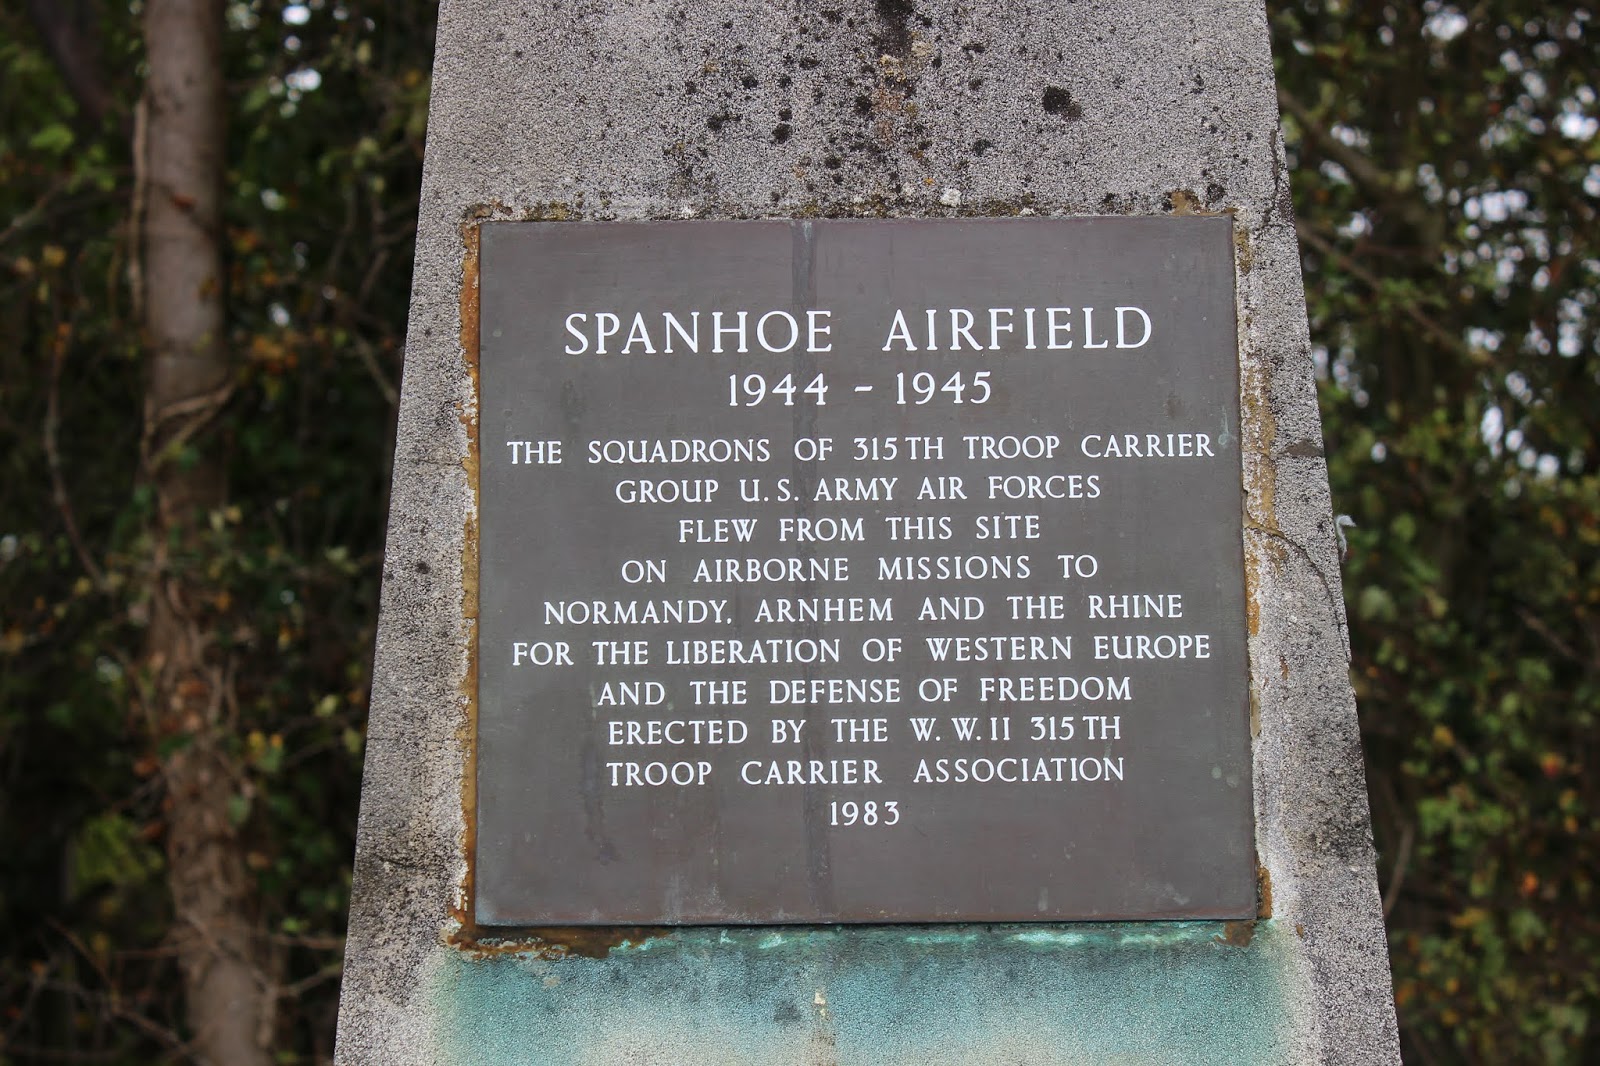 SPANHOE AIRFIELD
1944 - 1945
THE SQUADRONS OF 315TH TROOP CARRIER
GROUP U.S. ARMY AIR FORCES
FLEW FROM THIS SITE
ON AIRBORNE MISSIONS TO
NORMANDY, ARNHEM AND THE RHINE
FOR THE LIBERATION OF WESTERN EUROPE
AND THE DEFENSE OF FREEDOM
ERECTED BY THE W.W.II 315TH
TROOP CARRIER ASSOCIATION
1983